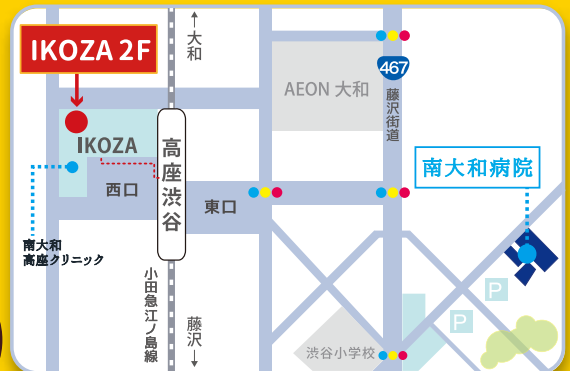 IKOZA 2F
↑大和
467
AEON 大和
藤沢街道
IKOZA
高座渋谷
南大和病院
西口
東口
南大和
高座クリニック
小田急江ノ島線
藤沢↓
P
P
渋谷小学校